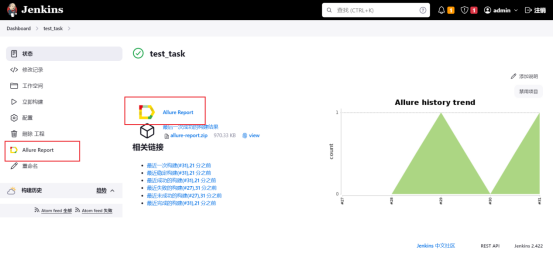 Jenkins
查找 (CTRL+K)
1
1
admin
注销
Dashboard
test_task
状态
修改记录
工作空间
立即构建
配置
删除 工程
Allure Report
重命名
构建历史
趋势
Atom feed 全部
Atom feed 失败
test_task
添加说明
禁用项目
Allure Report
最后一次成功的构建结果
allure-report.zip
870.53 KB
view
相关链接
最近一次构建(#31),21 分之前
最近稳定构建(#31),21 分之前
最近成功的构建(#31),21 分之前
最近失败的构建(#27),31 分之前
最近未成功的构建(#27),31 分之前
最近完成的构建(#31),21 分之前
Allure history trend
count
1
0
#27
#28
#29
#30
#31
Jenkins 中文社区
REST API
Jenkins 2.422